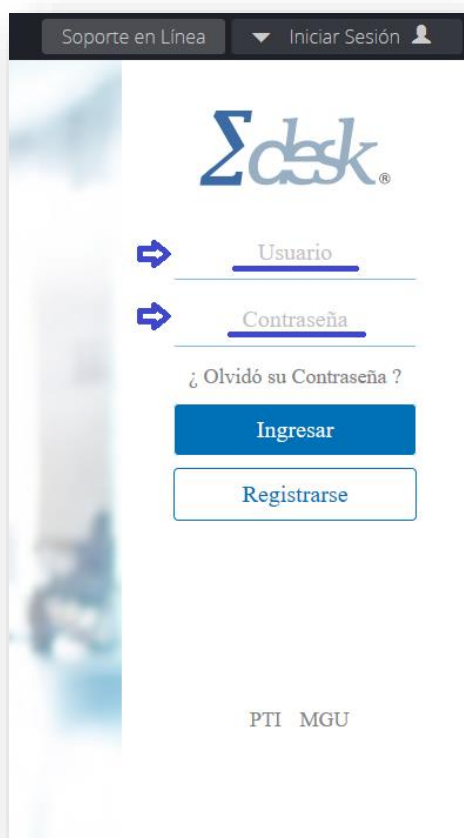 Soporte en Línea Iniciar Sesión
Σdesk®
Usuario
Contraseña
¿ Olvidó su Contraseña ?
Ingresar
Registrarse
PTI MGU